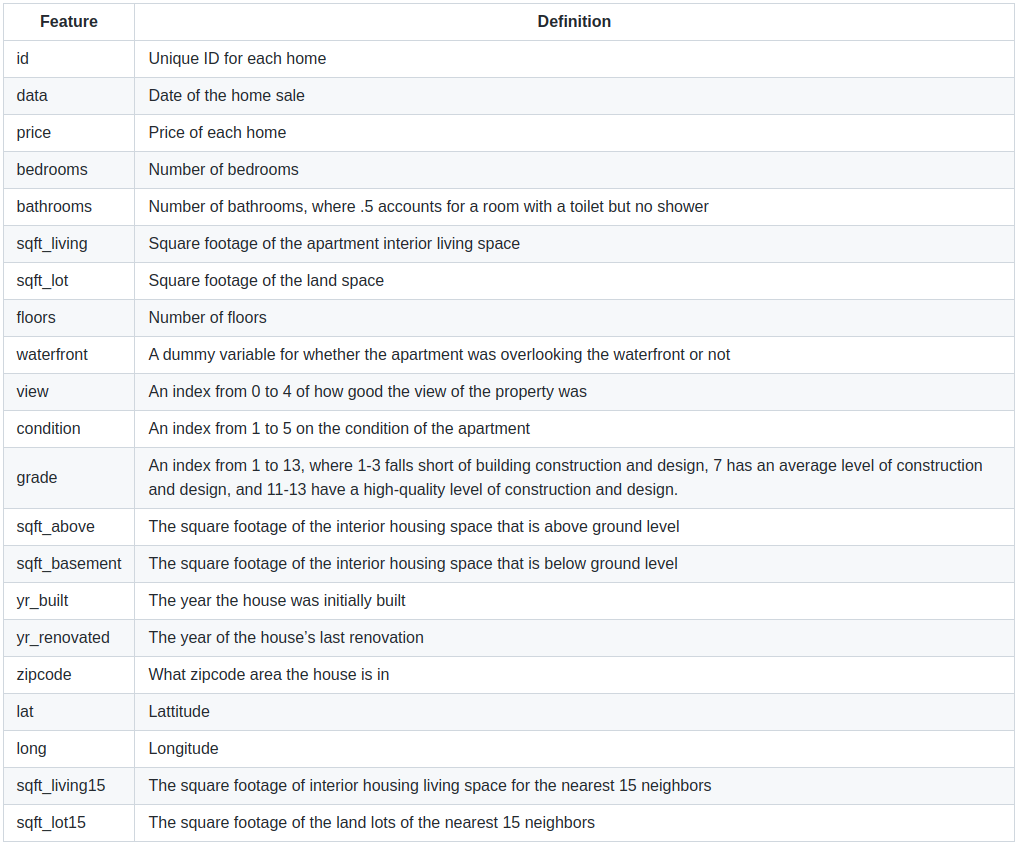 Feature Definition
id Unique ID for each home
data Date of the home sale
price Price of each home
bedrooms Number of bedrooms
bathrooms Number of bathrooms, where .5 accounts for a room with a toilet but no shower
sqft_living Square footage of the apartment interior living space
sqft_lot Square footage of the land space
floors Number of floors
waterfront A dummy variable for whether the apartment was overlooking the waterfront or not
view An index from 0 to 4 of how good the view of the property was
condition An index from 1 to 5 on the condition of the apartment
grade An index from 1 to 13, where 1-3 falls short of building construction and design, 7 has an average level of construction
and design, and 11-13 have a high-quality level of construction and design.
sqft_above The square footage of the interior housing space that is above ground level
sqft_basement The square footage of the interior housing space that is below ground level
yr_built The year the house was initially built
yr_renovated The year of the house’s last renovation
zipcode What zipcode area the house is in
lat Lattitude
long Longitude
sqft_living15 The square footage of interior housing living space for the nearest 15 neighbors
sqft_lot15 The square footage of the land lots of the nearest 15 neighbors